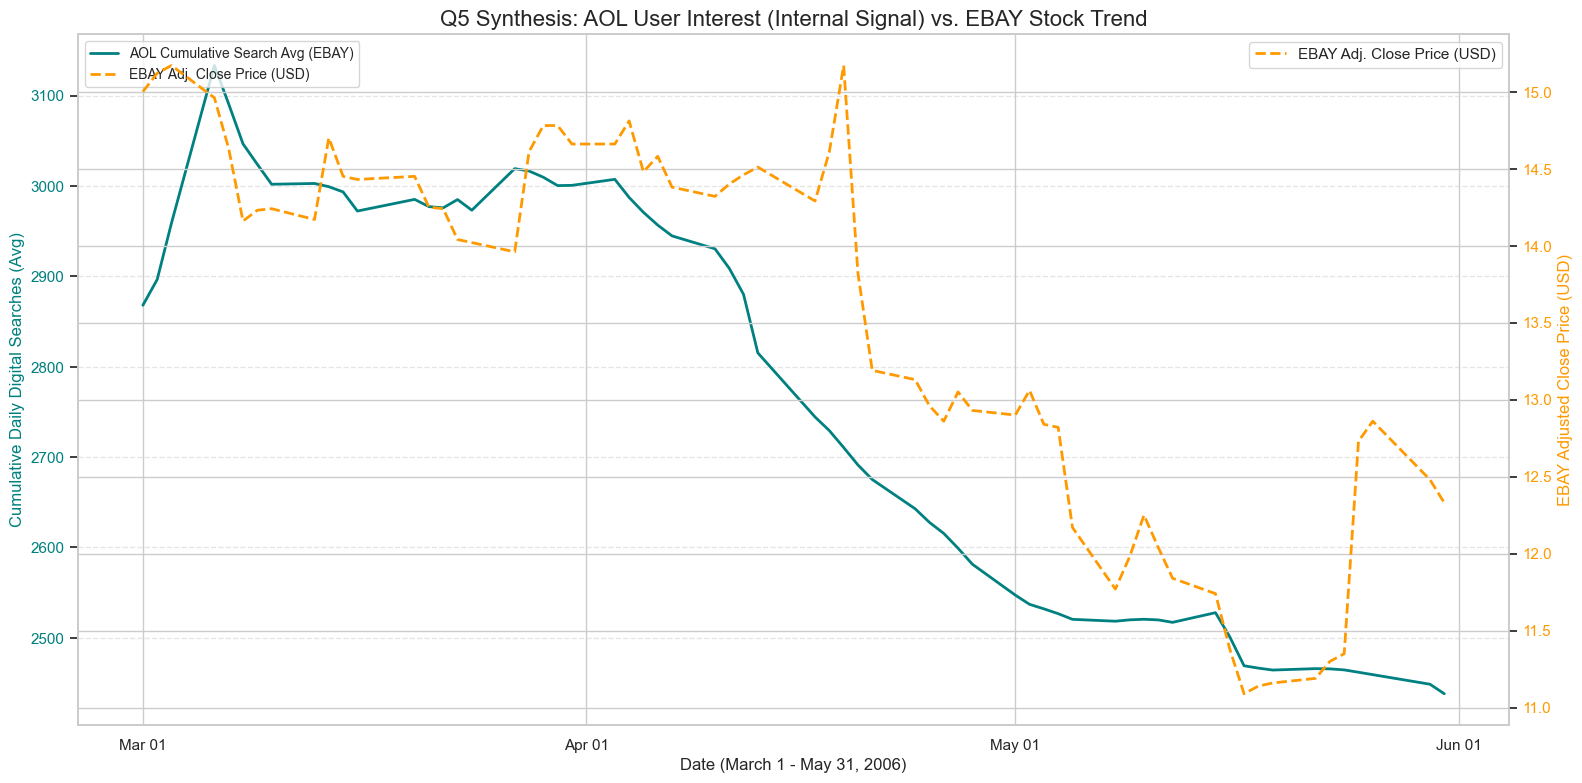 Q5 Synthesis: AOL User Interest (Internal Signal) vs. EBAY Stock Trend
AOL Cumulative Search Avg (EBAY)
EBAY Adj. Close Price (USD)
EBAY Adj. Close Price (USD)
Cumulative Daily Digital Searches (Avg)
3100
3000
2900
2800
2700
2600
2500
15.0
14.5
14.0
13.5
13.0
12.5
12.0
11.5
11.0
EBAY Adjusted Close Price (USD)
Mar 01
Apr 01
May 01
Jun 01
Date (March 1 - May 31, 2006)